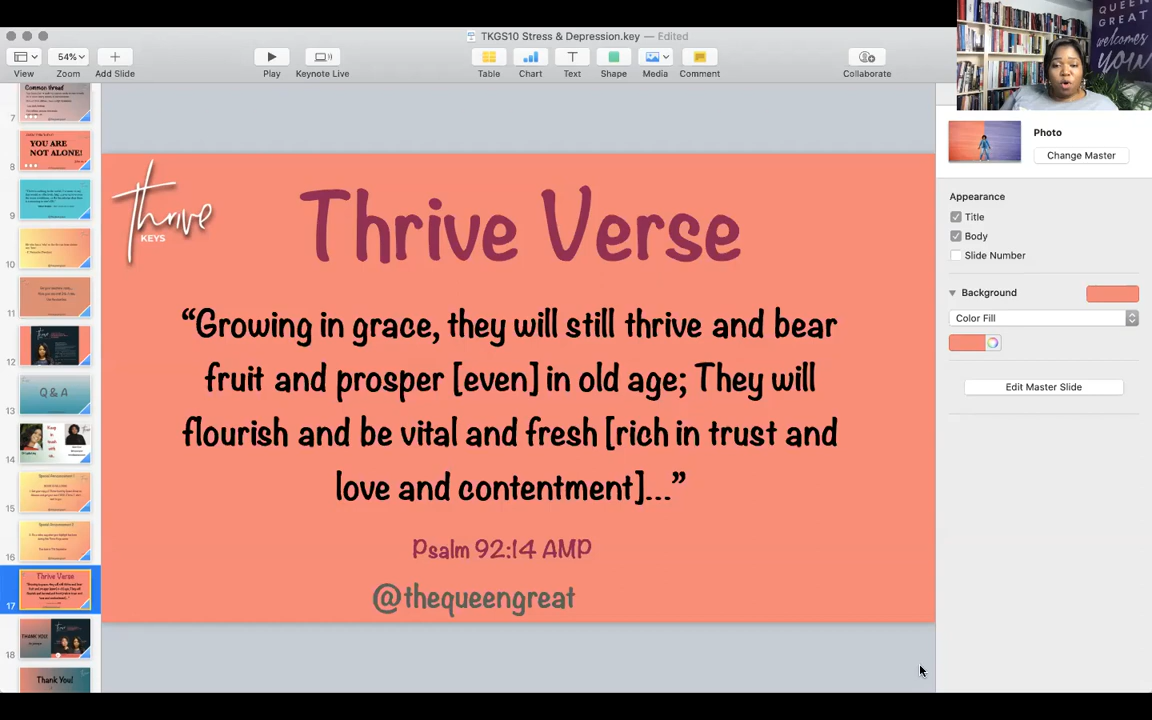 TKGS10 Stress & Depression.key — Edited
54%
View Zoom Add Slide Play Keynote Live Table Chart Text Shape Media Comment Collaborate
QUEEN
GREAT
welcomes
YOU
Common thread
7
YOU ARE
NOT ALONE!
8
9
10
11
12
Q & A
13
14
15
16
Thrive Verse
17
THANK YOU!
18
Thank You!
Thrive
KEYS
Thrive Verse
“Growing in grace, they will still thrive and bear
fruit and prosper [even] in old age; They will
flourish and be vital and fresh [rich in trust and
love and contentment]...”
Psalm 92:14 AMP
@thequeengreat
Photo
Change Master
Appearance
Title
Body
Slide Number
Background
Color Fill
Edit Master Slide